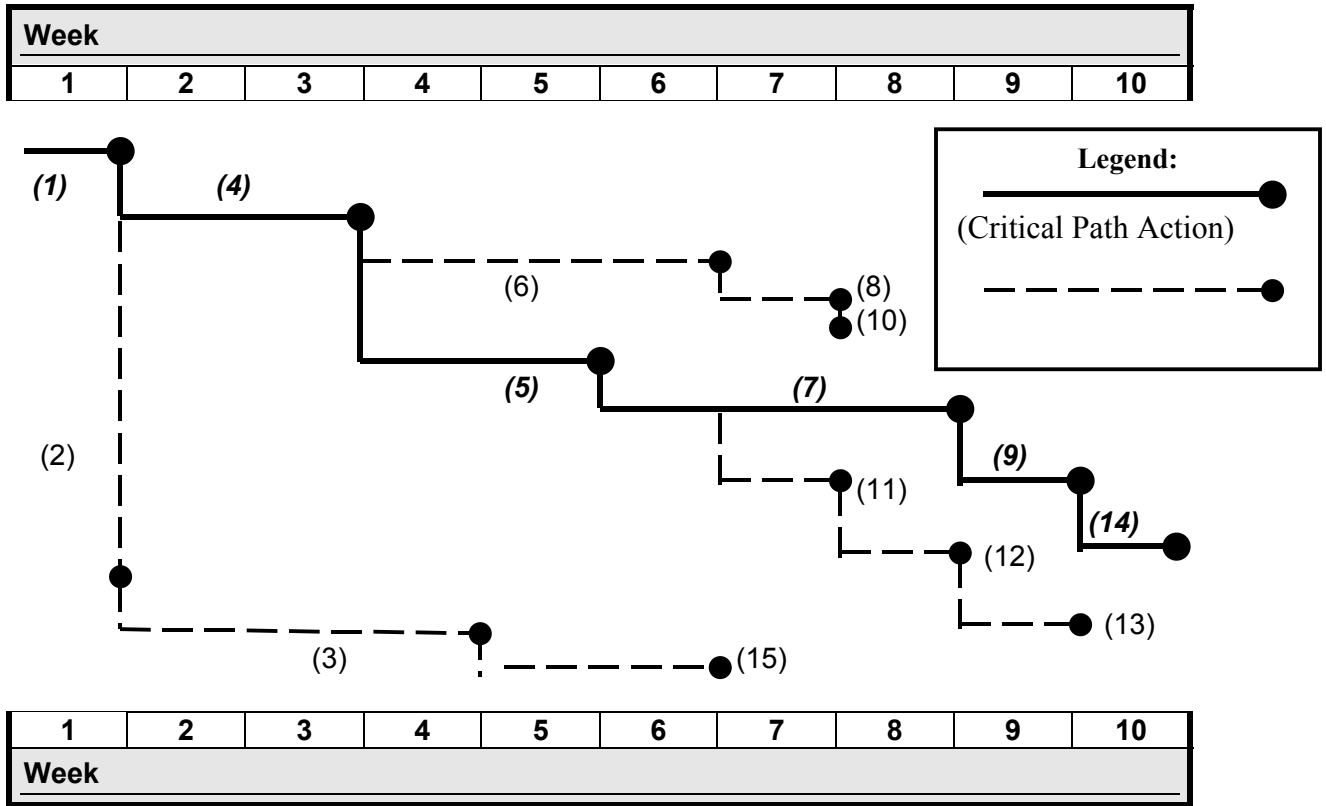 Week
1 2 3 4 5 6 7 8 9 10
Legend:
(Critical Path Action)
(1) (4)
(6) (8)
(10)
(5) (7)
(2) (9)
(11)
(14)
(12)
(13)
(3) (15)
1 2 3 4 5 6 7 8 9 10
Week